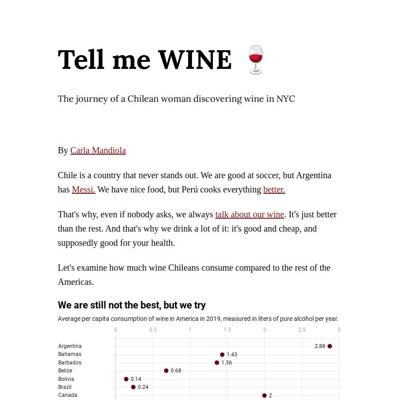 Tell me WINE 🍷
The journey of a Chilean woman discovering wine in NYC
By Carla Mandiola
Chile is a country that never stands out. We are good at soccer, but Argentina
has Messi. We have nice food, but Perú cooks everything better.
That's why, even if nobody asks, we always talk about our wine. It's just better
than the rest. And that's why we drink a lot of it: it's good and cheap, and
supposedly good for your health.
Let's examine how much wine Chileans consume compared to the rest of the
Americas.
We are still not the best, but we try
Average per capita consumption of wine in America in 2019, measured in liters of pure alcohol per year.
0 0.5 1 1.5 2 2.5 3
Argentina 2.88
Bahamas 1.43
Barbados 1.36
Belize 0.68
Bolivia 0.14
Brazil 0.24
Canada 2